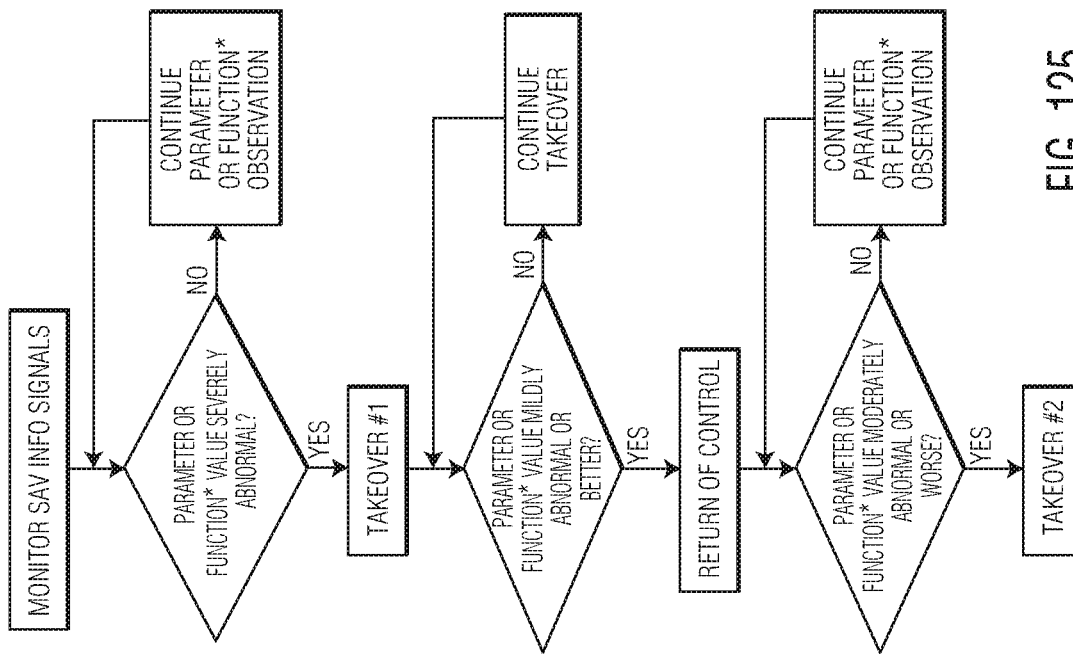 MONITOR SAV INFO SIGNALS
PARAMETER OR
FUNCTION* VALUE SEVERELY
ABNORMAL?
NO
CONTINUE
PARAMETER
OR FUNCTION*
OBSERVATION
YES
TAKEOVER #1
PARAMETER OR
FUNCTION* VALUE MILDLY
ABNORMAL OR
BETTER?
NO
CONTINUE
TAKEOVER
YES
RETURN OF CONTROL
PARAMETER OR
FUNCTION* VALUE MODERATELY
ABNORMAL OR
WORSE?
NO
CONTINUE
PARAMETER
OR FUNCTION*
OBSERVATION
YES
TAKEOVER #2
FIG. 125